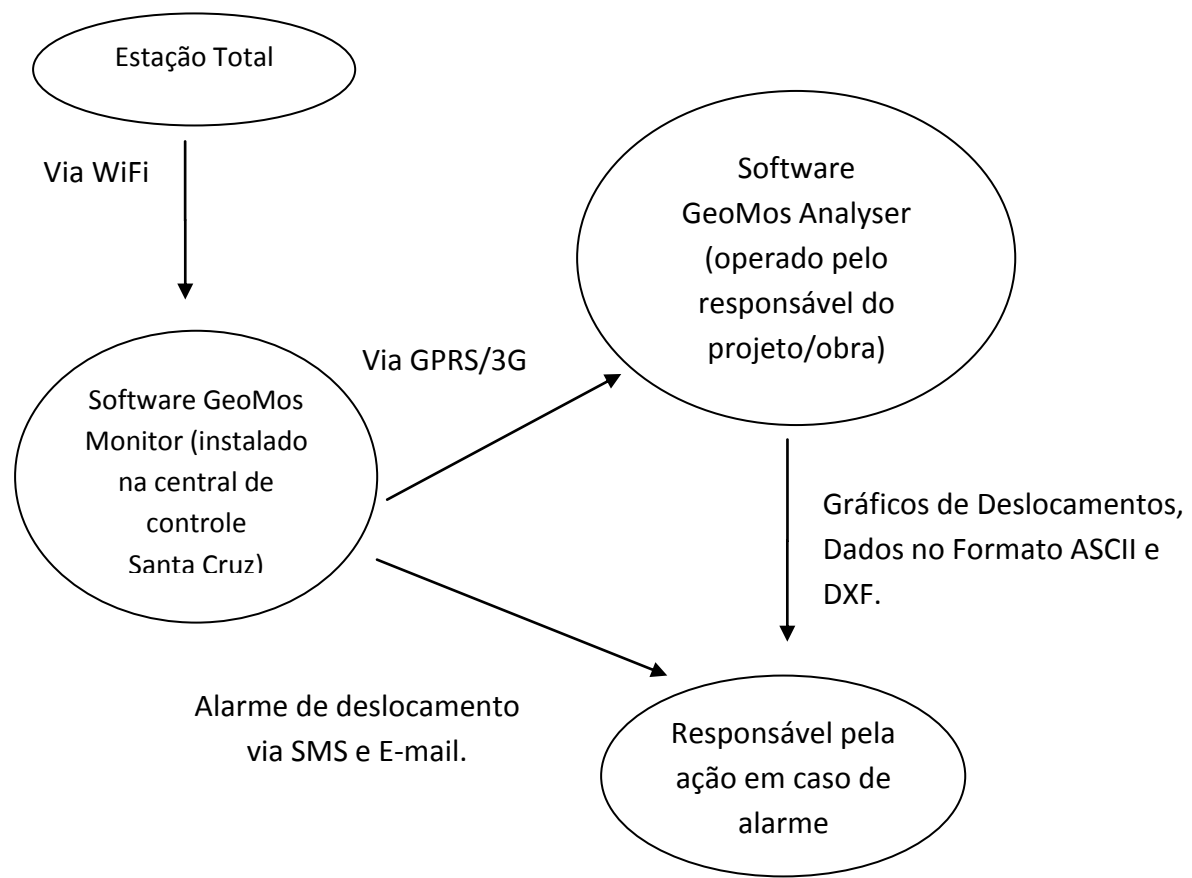 Estação Total
Via WiFi
Software
GeoMos Analyser
(operado pelo
responsável do
projeto/obra)
Via GPRS/3G
Software GeoMos
Monitor (instalado
na central de
controle
Santa Cruz)
Gráficos de Deslocamentos,
Dados no Formato ASCII e
DXF.
Alarme de deslocamento
via SMS e E-mail.
Responsável pela
ação em caso de
alarme